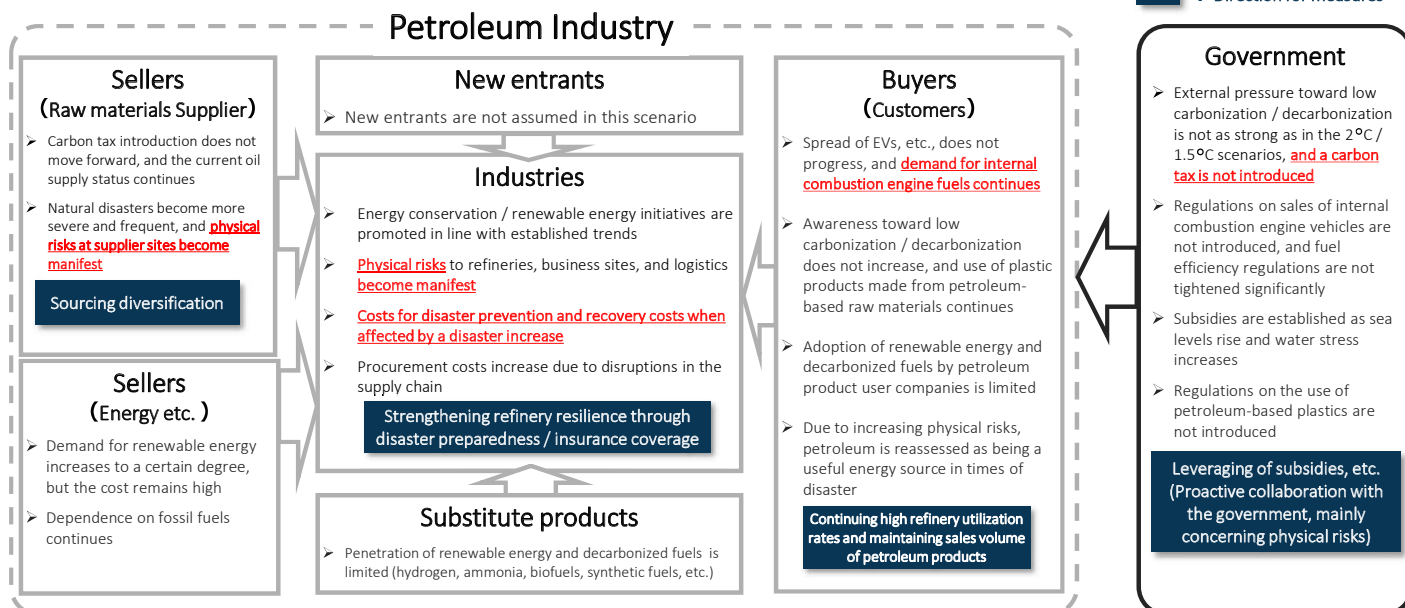 Direction for Measures
Petroleum Industry
Sellers
(Raw materials Supplier)
➢ Carbon tax introduction does not
move forward, and the current oil
supply status continues
➢ Natural disasters become more
severe and frequent, and physical
risks at supplier sites become
manifest
Sourcing diversification
Sellers
(Energy etc. )
➢ Demand for renewable energy
increases to a certain degree,
but the cost remains high
➢ Dependence on fossil fuels
continues
New entrants
➢ New entrants are not assumed in this scenario
Industries
➢ Energy conservation / renewable energy initiatives are
promoted in line with established trends
➢ Physical risks to refineries, business sites, and logistics
become manifest
➢ Costs for disaster prevention and recovery costs when
affected by a disaster increase
➢ Procurement costs increase due to disruptions in the
supply chain
Strengthening refinery resilience through
disaster preparedness / insurance coverage
Substitute products
➢ Penetration of renewable energy and decarbonized fuels is
limited (hydrogen, ammonia, biofuels, synthetic fuels, etc.)
Buyers
(Customers)
➢ Spread of EVs, etc., does not
progress, and demand for internal
combustion engine fuels continues
➢ Awareness toward low
carbonization / decarbonization
does not increase, and use of plastic
products made from petroleum-
based raw materials continues
➢ Adoption of renewable energy and
decarbonized fuels by petroleum
product user companies is limited
➢ Due to increasing physical risks,
petroleum is reassessed as being a
useful energy source in times of
disaster
Continuing high refinery utilization
rates and maintaining sales volume
of petroleum products
Government
➢ External pressure toward low
carbonization / decarbonization
is not as strong as in the 2°C /
1.5°C scenarios, and a carbon
tax is not introduced
➢ Regulations on sales of internal
combustion engine vehicles are
not introduced, and fuel
efficiency regulations are not
tightened significantly
➢ Subsidies are established as sea
levels rise and water stress
increases
➢ Regulations on the use of
petroleum-based plastics are
not introduced
Leveraging of subsidies, etc.
(Proactive collaboration with
the government, mainly
concerning physical risks)